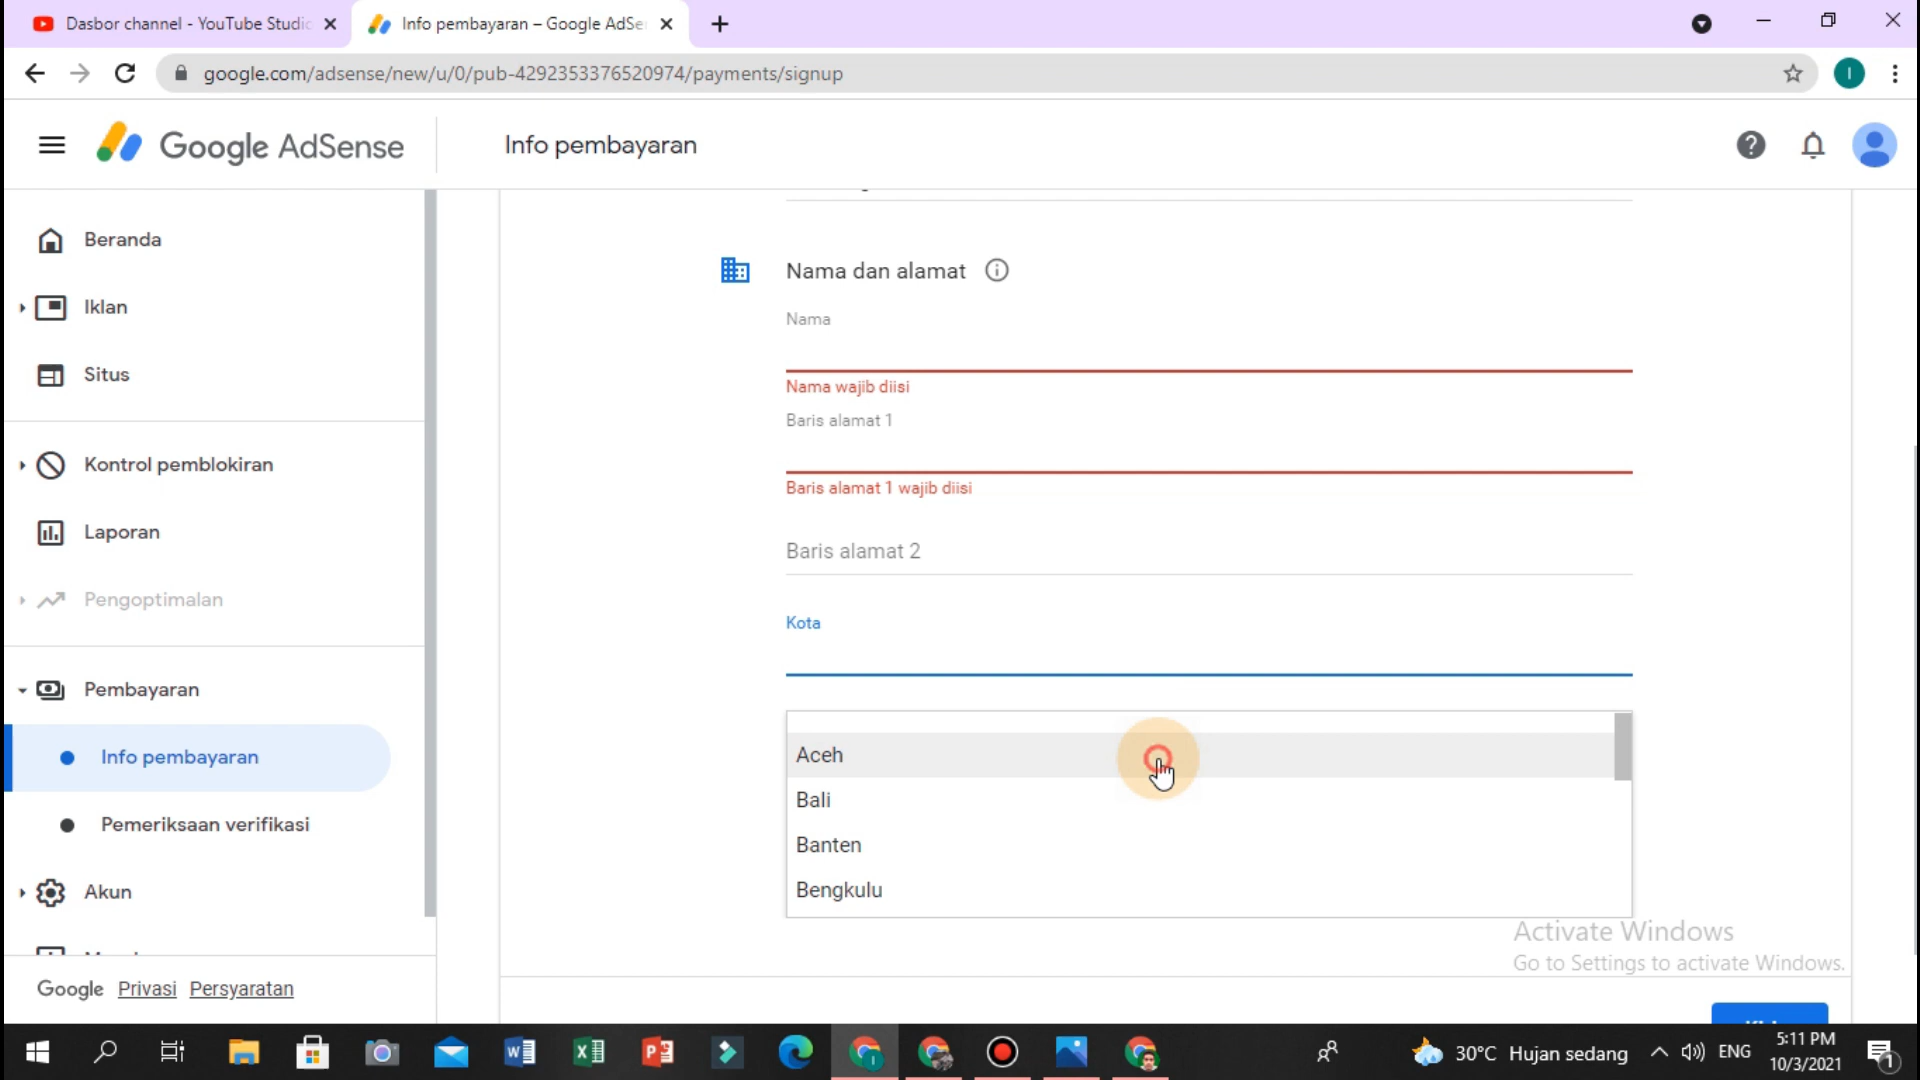 Dasbor channel - YouTube Studio
Info pembayaran – Google AdSe
google.com/adsense/new/u/0/pub-4292353376520974/payments/signup
I
Google AdSense
Info pembayaran
Beranda
Iklan
Situs
Kontrol pemblokiran
Laporan
Pengoptimalan
Pembayaran
Info pembayaran
Pemeriksaan verifikasi
Akun
Google Privasi Persyaratan
Nama dan alamat
Nama
Nama wajib diisi
Baris alamat 1
Baris alamat 1 wajib diisi
Baris alamat 2
Kota
Aceh
Bali
Banten
Bengkulu
Activate Windows
Go to Settings to activate Windows.
30°C Hujan sedang
ENG
5:11 PM
10/3/2021
1